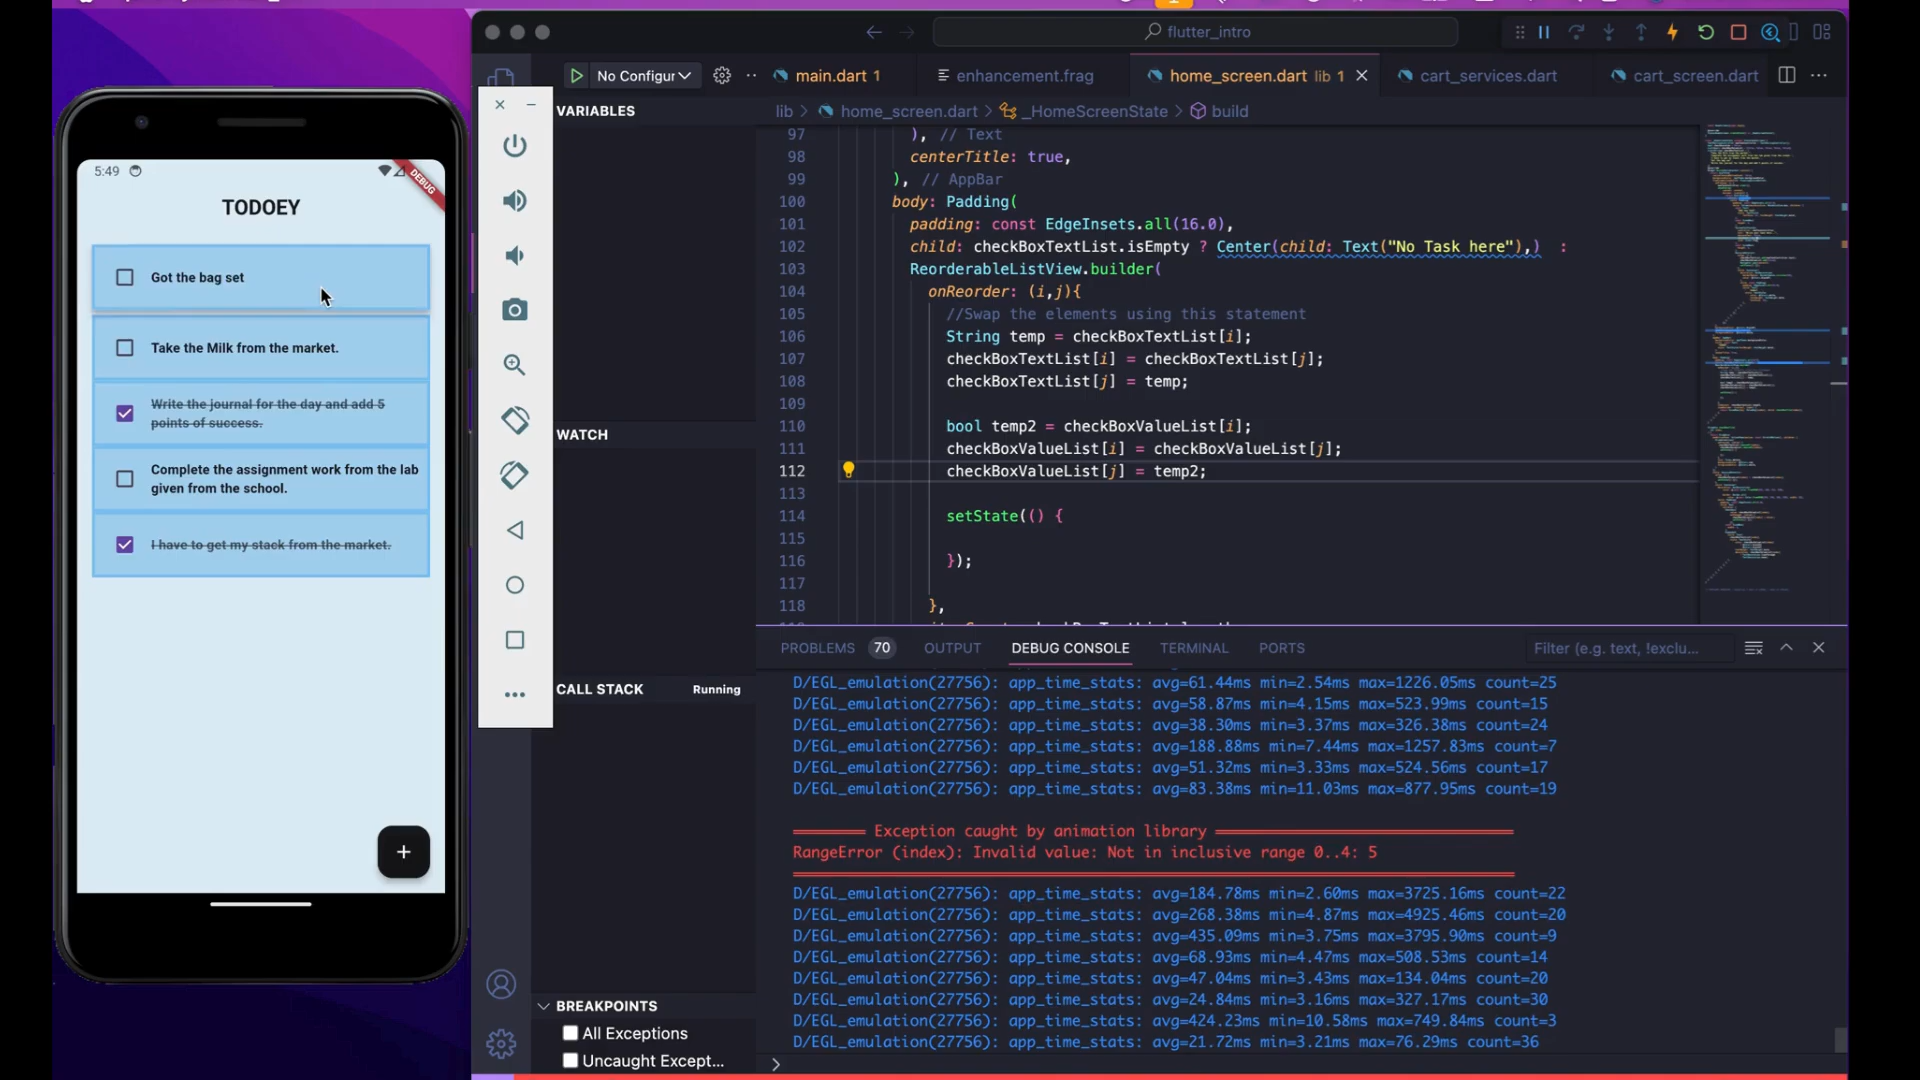 5:49
DEBUG
TODOEY
Got the bag set
Take the Milk from the market.
Write the journal for the day and add 5
points of success.
Complete the assignment work from the lab
given from the school.
I have to get my stack from the market.
flutter_intro
No Configur
main.dart 1
enhancement.frag
home_screen.dart lib 1
cart_services.dart
cart_screen.dart
lib > home_screen.dart > _HomeScreenState > build
VARIABLES
WATCH
CALL STACK
Running
BREAKPOINTS
All Exceptions
Uncaught Except...
97 ), // Text
98 centerTitle: true,
99 ), // AppBar
100 body: Padding(
101 padding: const EdgeInsets.all(16.0),
102 child: checkBoxTextList.isEmpty ? Center(child: Text("No Task here"),) :
103 ReorderableListView.builder(
104 onReorder: (i,j){
105 //Swap the elements using this statement
106 String temp = checkBoxTextList[i];
107 checkBoxTextList[i] = checkBoxTextList[j];
108 checkBoxTextList[j] = temp;
109
110 bool temp2 = checkBoxValueList[i];
111 checkBoxValueList[i] = checkBoxValueList[j];
112 checkBoxValueList[j] = temp2;
113
114 setState(() {
115
116 });
117
118 },
PROBLEMS 70 OUTPUT DEBUG CONSOLE TERMINAL PORTS
Filter (e.g. text, !exclu...
D/EGL_emulation(27756): app_time_stats: avg=61.44ms min=2.54ms max=1226.05ms count=25
D/EGL_emulation(27756): app_time_stats: avg=58.87ms min=4.15ms max=523.99ms count=15
D/EGL_emulation(27756): app_time_stats: avg=38.30ms min=3.37ms max=326.38ms count=24
D/EGL_emulation(27756): app_time_stats: avg=188.88ms min=7.44ms max=1257.83ms count=7
D/EGL_emulation(27756): app_time_stats: avg=51.32ms min=3.33ms max=524.56ms count=17
D/EGL_emulation(27756): app_time_stats: avg=83.38ms min=11.03ms max=877.95ms count=19
Exception caught by animation library
RangeError (index): Invalid value: Not in inclusive range 0..4: 5
D/EGL_emulation(27756): app_time_stats: avg=184.78ms min=2.60ms max=3725.16ms count=22
D/EGL_emulation(27756): app_time_stats: avg=268.38ms min=4.87ms max=4925.46ms count=20
D/EGL_emulation(27756): app_time_stats: avg=435.09ms min=3.75ms max=3795.90ms count=9
D/EGL_emulation(27756): app_time_stats: avg=68.93ms min=4.47ms max=508.53ms count=14
D/EGL_emulation(27756): app_time_stats: avg=47.04ms min=3.43ms max=134.04ms count=20
D/EGL_emulation(27756): app_time_stats: avg=24.84ms min=3.16ms max=327.17ms count=30
D/EGL_emulation(27756): app_time_stats: avg=424.23ms min=10.58ms max=749.84ms count=3
D/EGL_emulation(27756): app_time_stats: avg=21.72ms min=3.21ms max=76.29ms count=36